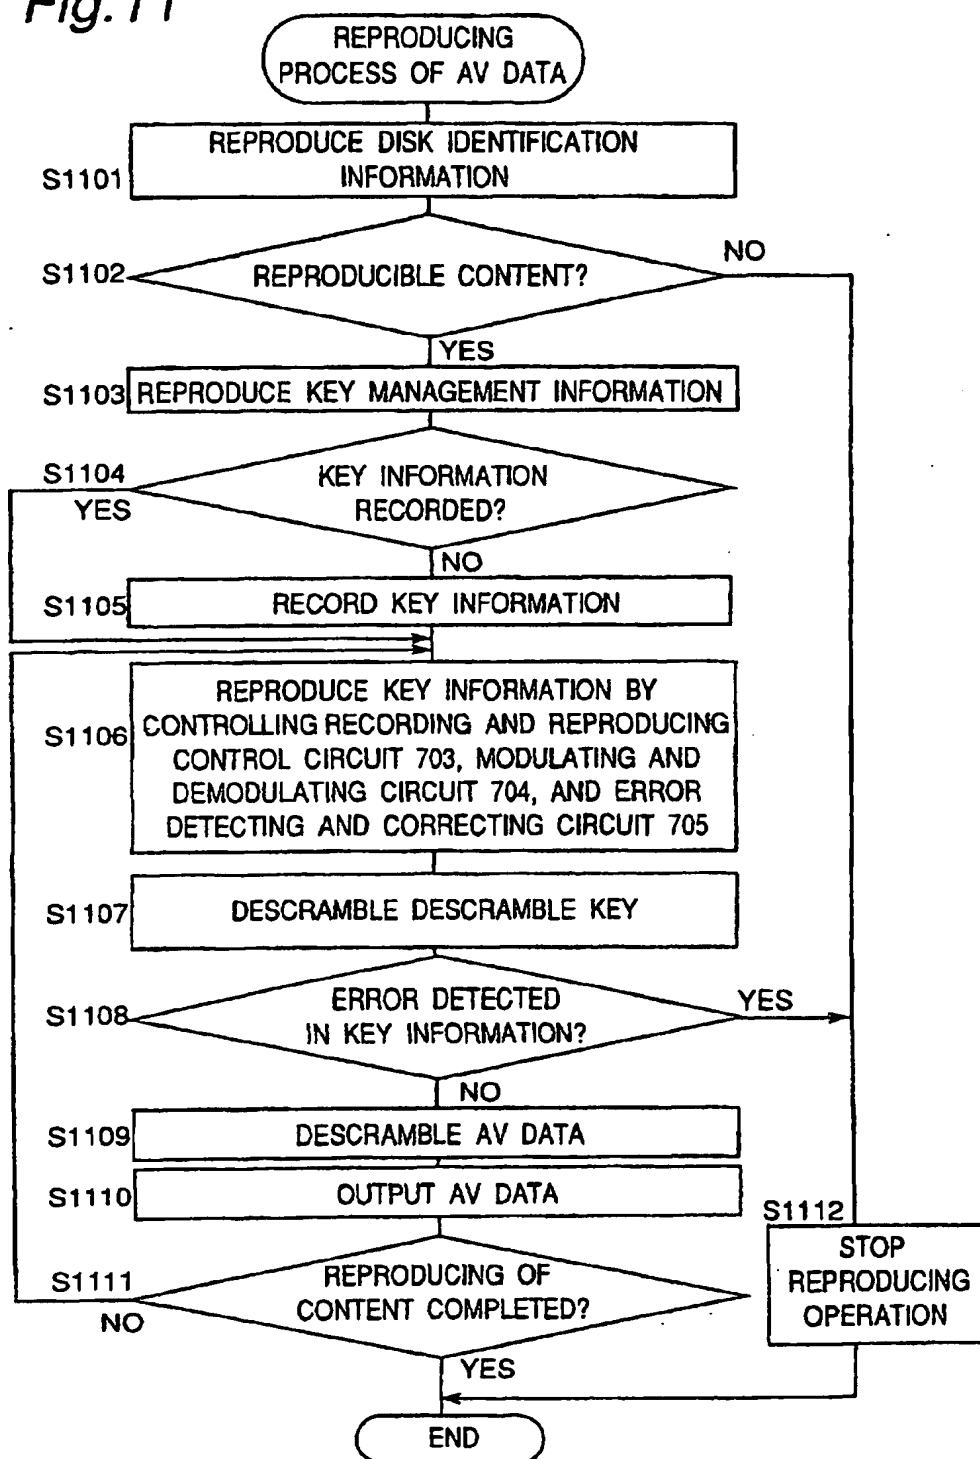 Fig. 11
REPRODUCING
PROCESS OF AV DATA
REPRODUCE DISK IDENTIFICATION
INFORMATION
S1101
S1102
REPRODUCIBLE CONTENT?
NO
YES
S1103
REPRODUCE KEY MANAGEMENT INFORMATION
S1104
KEY INFORMATION
RECORDED?
YES
NO
S1105
RECORD KEY INFORMATION
S1106
REPRODUCE KEY INFORMATION BY
CONTROLLING RECORDING AND REPRODUCING
CONTROL CIRCUIT 703, MODULATING AND
DEMODULATING CIRCUIT 704, AND ERROR
DETECTING AND CORRECTING CIRCUIT 705
S1107
DESCRAMBLE DESCRAMBLE KEY
S1108
ERROR DETECTED
IN KEY INFORMATION?
YES
NO
S1109
DESCRAMBLE AV DATA
S1110
OUTPUT AV DATA
S1111
REPRODUCING OF
CONTENT COMPLETED?
NO
YES
S1112
STOP
REPRODUCING
OPERATION
END